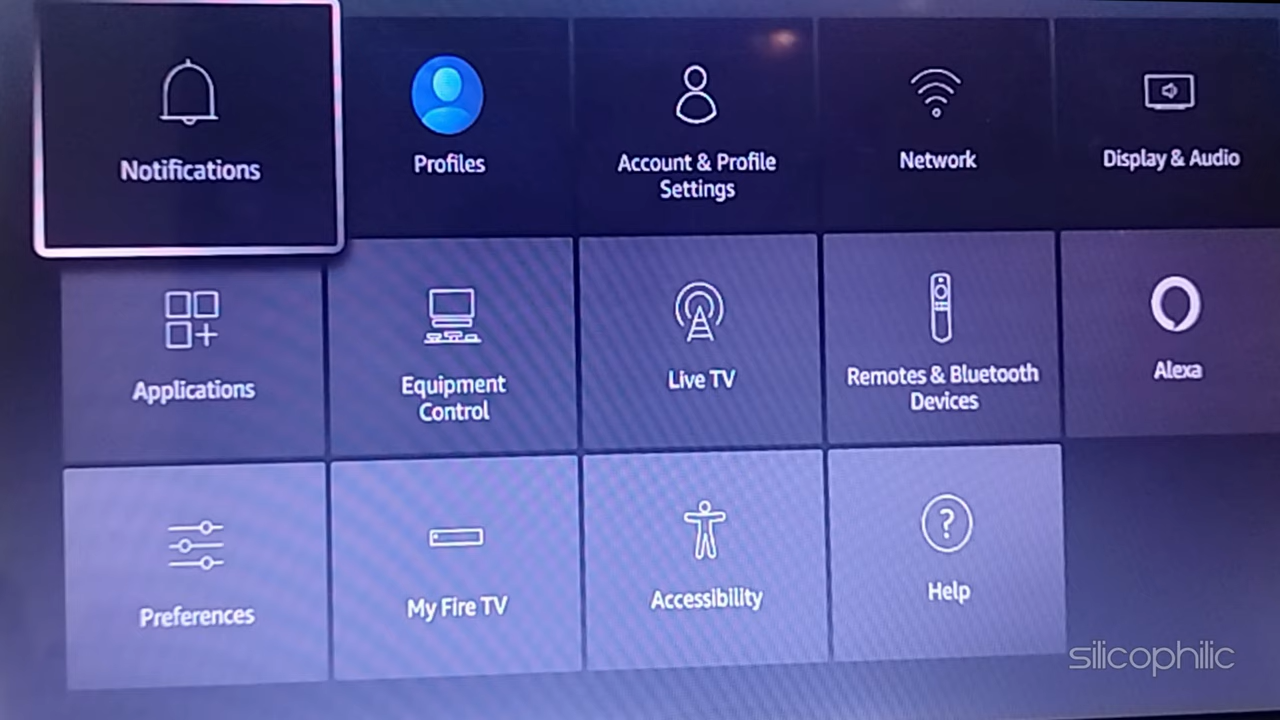 Notifications
Profiles
Account & Profile
Settings
Network
Display & Audio
Applications
Equipment
Control
Live TV
Remotes & Bluetooth
Devices
Alexa
Preferences
My Fire TV
Accessibility
Help
silicophilic